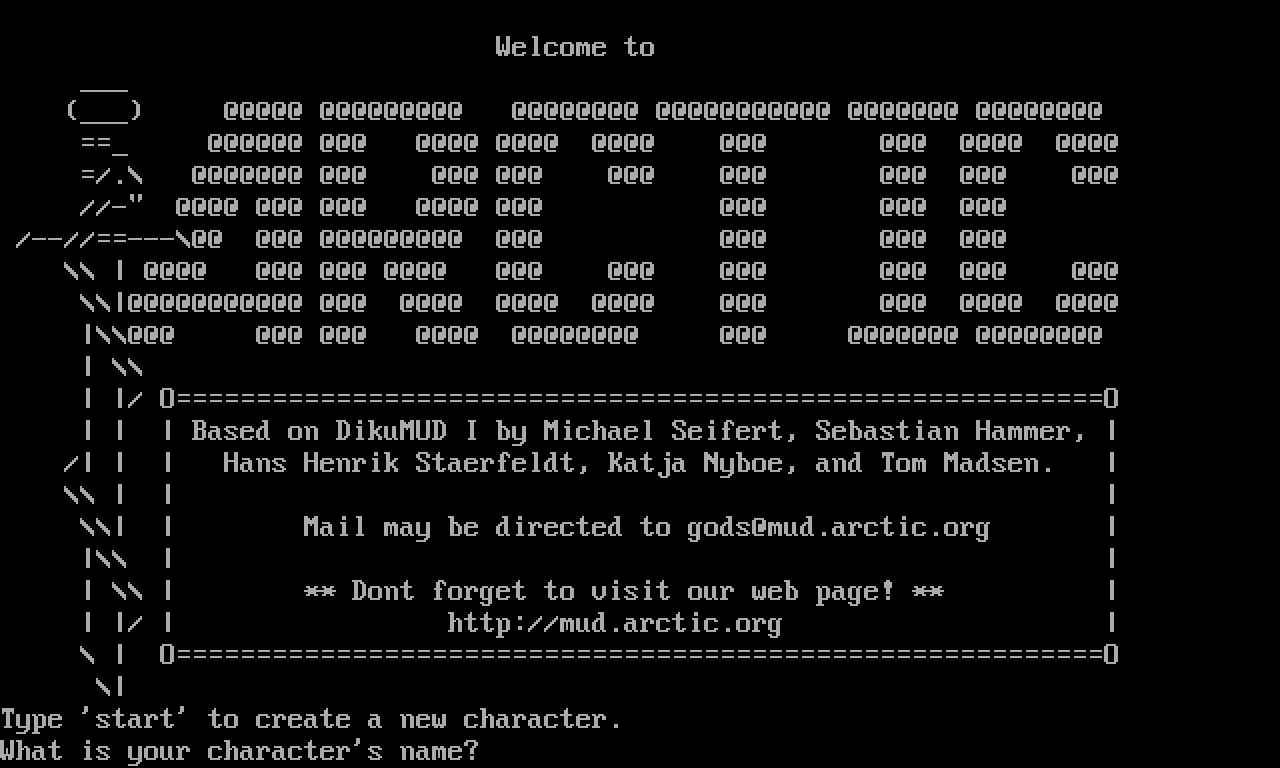 Welcome to
ARCTIC
Based on DikuMUD I by Michael Seifert, Sebastian Hammer,
Hans Henrik Staerfeldt, Katja Nyboe, and Tom Madsen.
Mail may be directed to gods@mud.arctic.org
** Dont forget to visit our web page! **
http://mud.arctic.org
Type 'start' to create a new character.
What is your character's name?